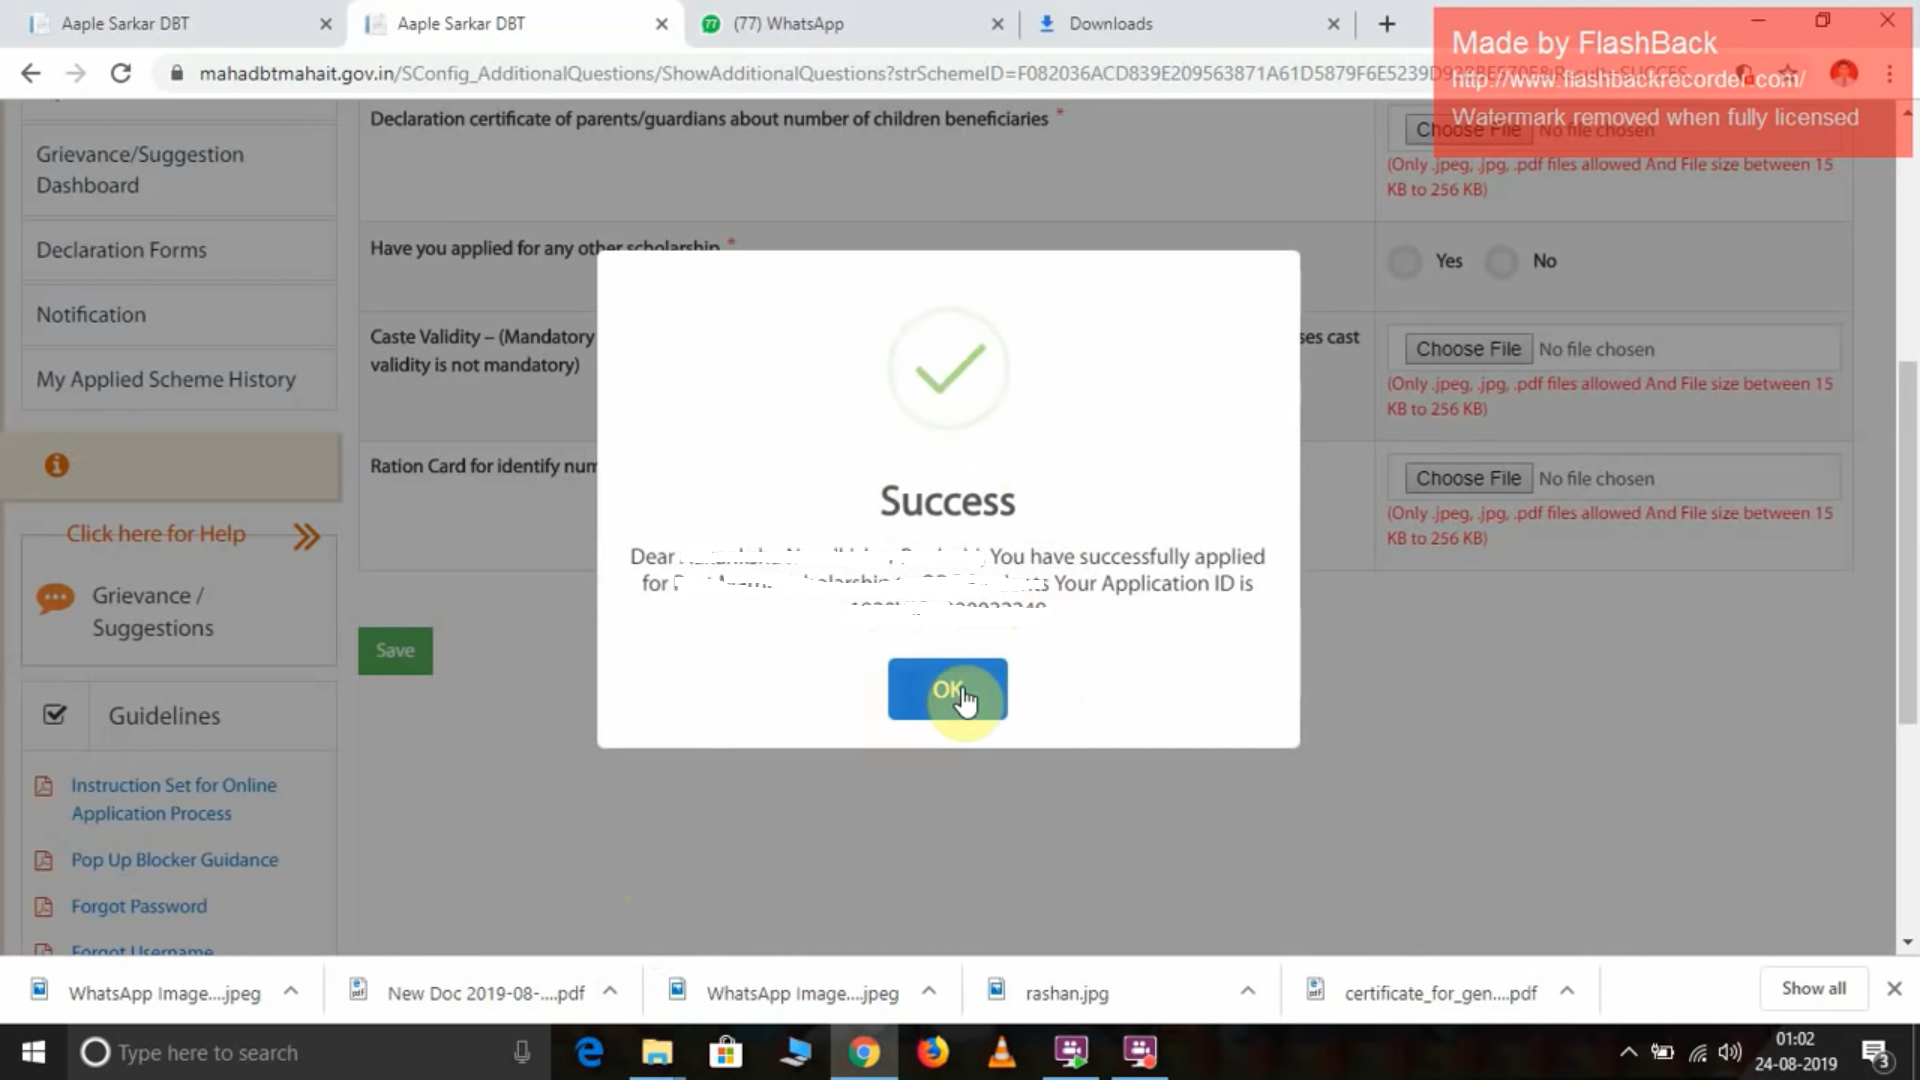 Aaple Sarkar DBT
Aaple Sarkar DBT
77
(77) WhatsApp
Downloads
mahadbtmahait.gov.in/SConfig_AdditionalQuestions/ShowAdditionalQuestions?strSchemeID=F082036ACD839E209563871A61D5879F6E5239D
Made by FlashBack
http://www.flashbackrecorder.com/
Watermark removed when fully licensed
Grievance/Suggestion
Dashboard
Declaration Forms
Notification
My Applied Scheme History
Click here for Help
Grievance /
Suggestions
Guidelines
Instruction Set for Online
Application Process
Pop Up Blocker Guidance
Forgot Password
Forgot Username
Declaration certificate of parents/guardians about number of children beneficiaries *
Choose File No file chosen
(Only .jpeg, .jpg, .pdf files allowed And File size between 15
KB to 256 KB)
Have you applied for any other scholarship *
Yes No
Caste Validity – (Mandatory
ses cast
validity is not mandatory)
Choose File No file chosen
(Only .jpeg, .jpg, .pdf files allowed And File size between 15
KB to 256 KB)
Ration Card for identify num
Choose File No file chosen
(Only .jpeg, .jpg, .pdf files allowed And File size between 15
KB to 256 KB)
Save
Success
Dear You have successfully applied
for Your Application ID is
OK
WhatsApp Image....jpeg
New Doc 2019-08-....pdf
WhatsApp Image....jpeg
rashan.jpg
certificate_for_gen....pdf
Show all
Type here to search
01:02
24-08-2019
3